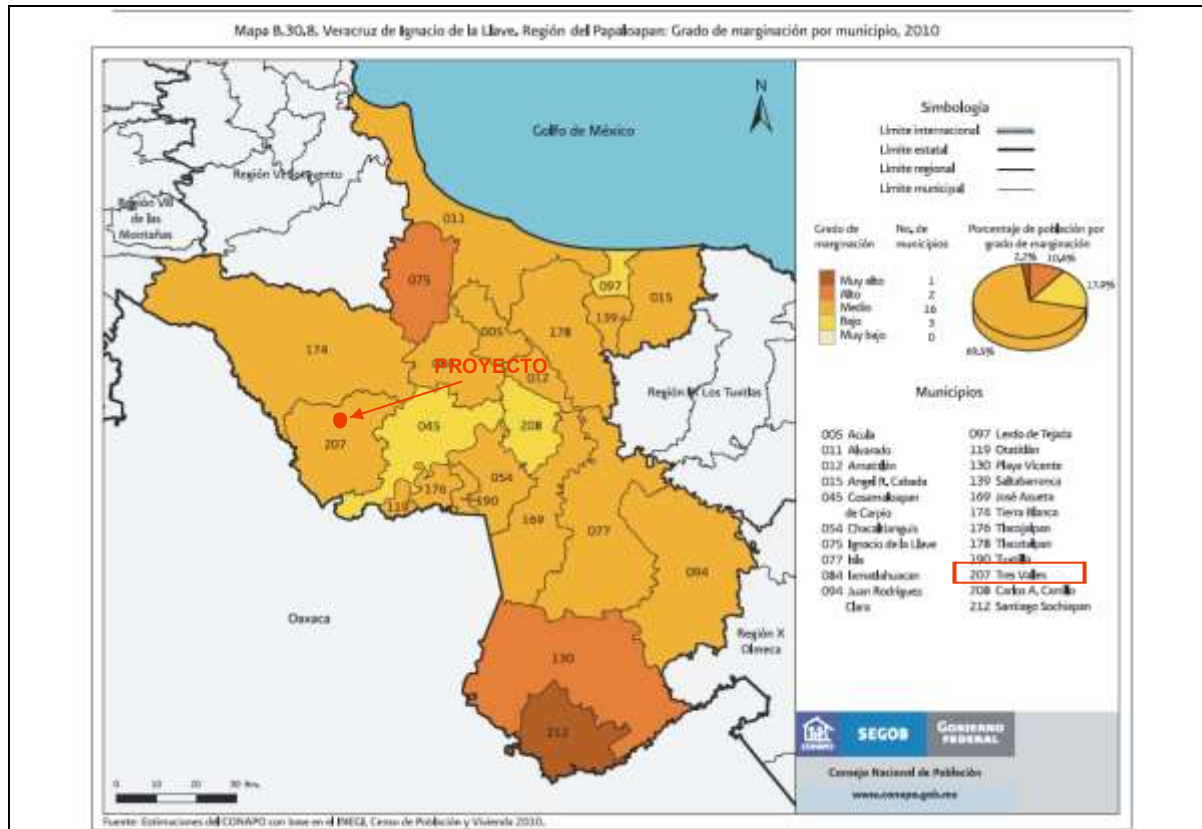 Mapa B.30.8. Veracruz de Ignacio de la Llave. Región del Papaloapan: Grado de marginación por municipio, 2010
N
Golfo de México
Región VII Sotavento
Región VIII
de las
Montañas
011
075
097
015
139
005
178
174
PROYECTO
012
Región IX Los Tuxtlas
207
045
208
054
176
190
119
169
077
094
Oaxaca
Región X
Olmeca
130
212
0 10 20 30 Km.
Simbología
Límite internacional
Límite estatal
Límite regional
Límite municipal
Grado de marginación
No. de municipios
Muy alto 1
Alto 2
Medio 16
Bajo 3
Muy bajo 0
Porcentaje de población por
grado de marginación
2.2% 10.4%
17.9%
69.5%
Municipios
005 Acula
011 Alvarado
012 Amatitlán
015 Angel R. Cabada
045 Cosamaloapan
de Carpio
054 Chacaltianguis
075 Ignacio de la Llave
077 Isla
084 Ixmatlahuacan
094 Juan Rodríguez
Clara
097 Lerdo de Tejada
119 Otatitlán
130 Playa Vicente
139 Saltabarranca
169 José Azueta
174 Tierra Blanca
176 Tlacojalpan
178 Tlacotalpan
190 Tuxtilla
207 Tres Valles
208 Carlos A. Carrillo
212 Santiago Sochiapan
CONAPO
SEGOB
GOBIERNO
FEDERAL
Consejo Nacional de Población
www.conapo.gob.mx
Fuente: Estimaciones del CONAPO con base en el INEGI, Censo de Población y Vivienda 2010.